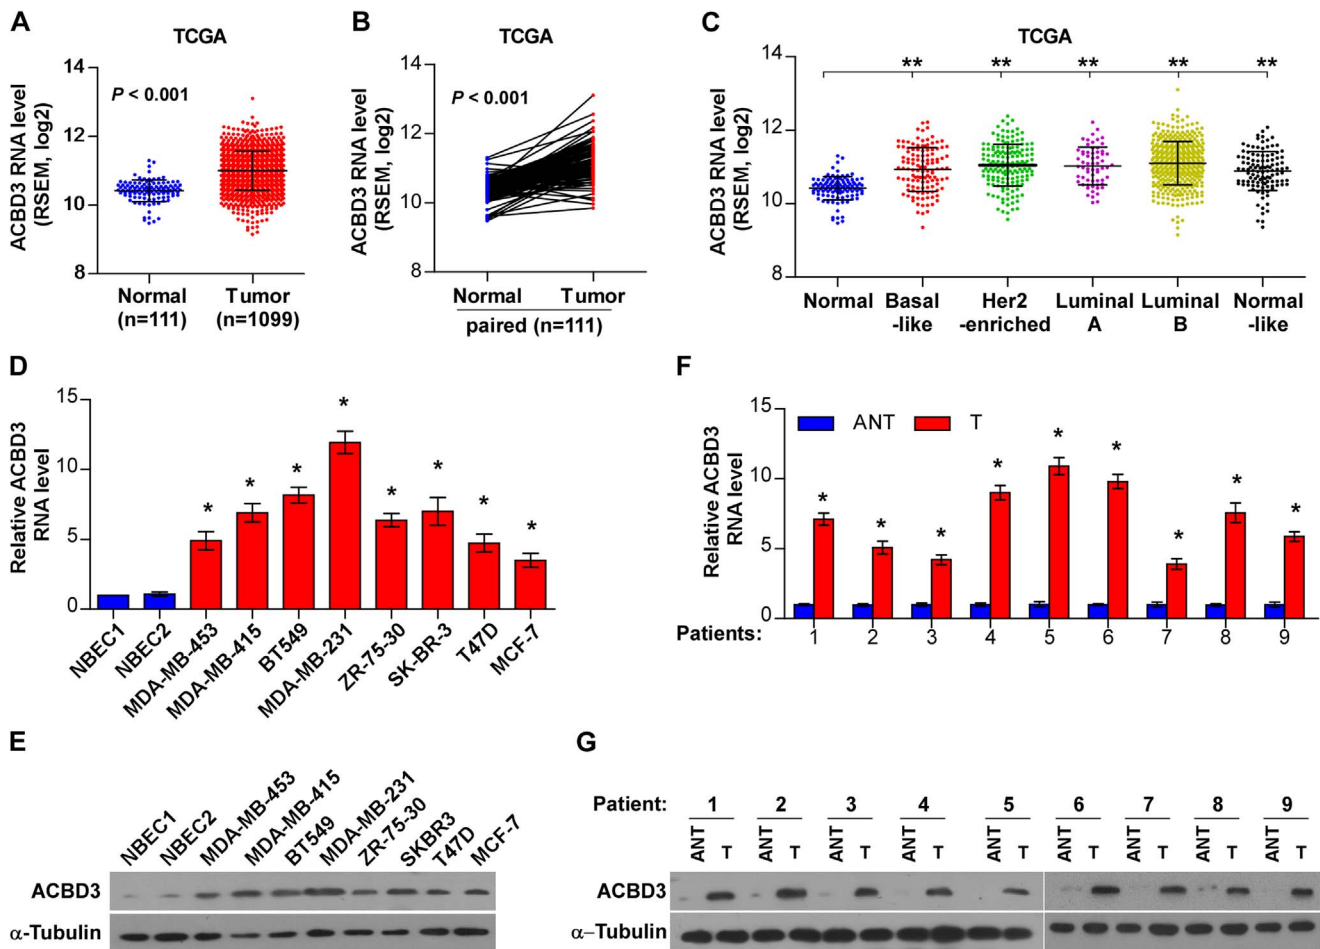 A
TCGA
ACBD3 RNA level
(RSEM, log2)
14
12
10
8
P < 0.001
Normal
(n=111)
Tumor
(n=1099)
B
TCGA
ACBD3 RNA level
(RSEM, log2)
14
12
10
8
P < 0.001
Normal
Tumor
paired (n=111)
C
TCGA
ACBD3 RNA level
(RSEM, log2)
14
12
10
8
** ** ** ** **
Normal
Basal
-like
Her2
-enriched
Luminal
A
Luminal
B
Normal
-like
D
Relative ACBD3
RNA level
15
10
5
0
* * * * * * * *
NBEC1
NBEC2
MDA-MB-453
MDA-MB-415
BT549
MDA-MB-231
ZR-75-30
SK-BR-3
T47D
MCF-7
F
Relative ACBD3
RNA level
15
10
5
0
ANT
T
* * * * * * * * *
Patients: 1 2 3 4 5 6 7 8 9
E
NBEC1
NBEC2
MDA-MB-453
MDA-MB-415
BT549
MDA-MB-231
ZR-75-30
SKBR3
T47D
MCF-7
ACBD3
α-Tubulin
G
Patient: 1 2 3 4 5 6 7 8 9
ANT T ANT T ANT T ANT T ANT T ANT T ANT T ANT T ANT T
ACBD3
α−Tubulin